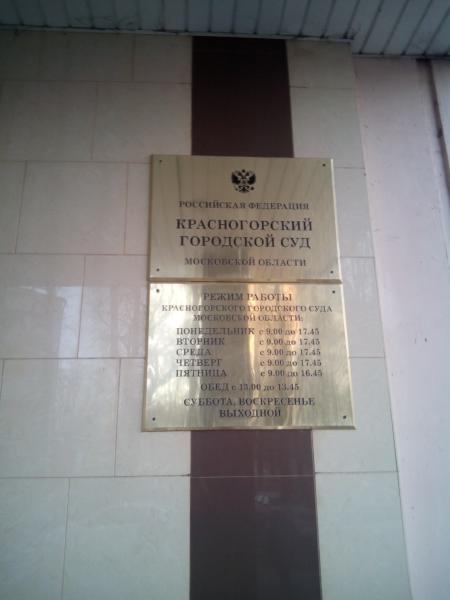 РОССИЙСКАЯ ФЕДЕРАЦИЯ
КРАСНОГОРСКИЙ
ГОРОДСКОЙ СУД
МОСКОВСКОЙ ОБЛАСТИ
РЕЖИМ РАБОТЫ
КРАСНОГОРСКОГО ГОРОДСКОГО СУДА
МОСКОВСКОЙ ОБЛАСТИ:
ПОНЕДЕЛЬНИК с 9.00 до 17.45
ВТОРНИК с 9.00 до 17.45
СРЕДА с 9.00 до 17.45
ЧЕТВЕРГ с 9.00 до 17.45
ПЯТНИЦА с 9.00 до 16.45
ОБЕД с 13.00 до 13.45
СУББОТА, ВОСКРЕСЕНЬЕ
ВЫХОДНОЙ